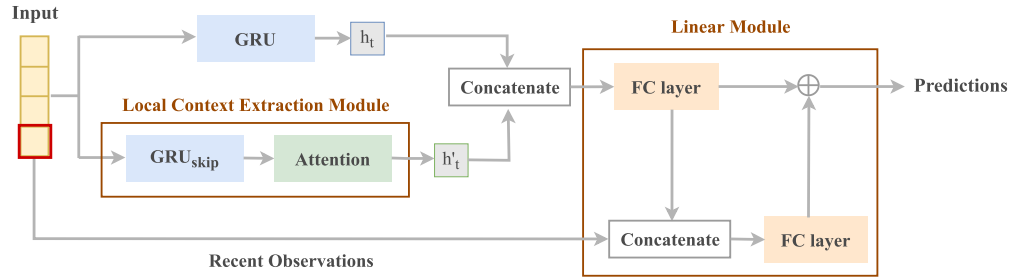 Input
Linear Module
GRU
h_t
Concatenate
FC layer
Predictions
Local Context Extraction Module
GRU_skip
Attention
h'_t
Concatenate
FC layer
Recent Observations